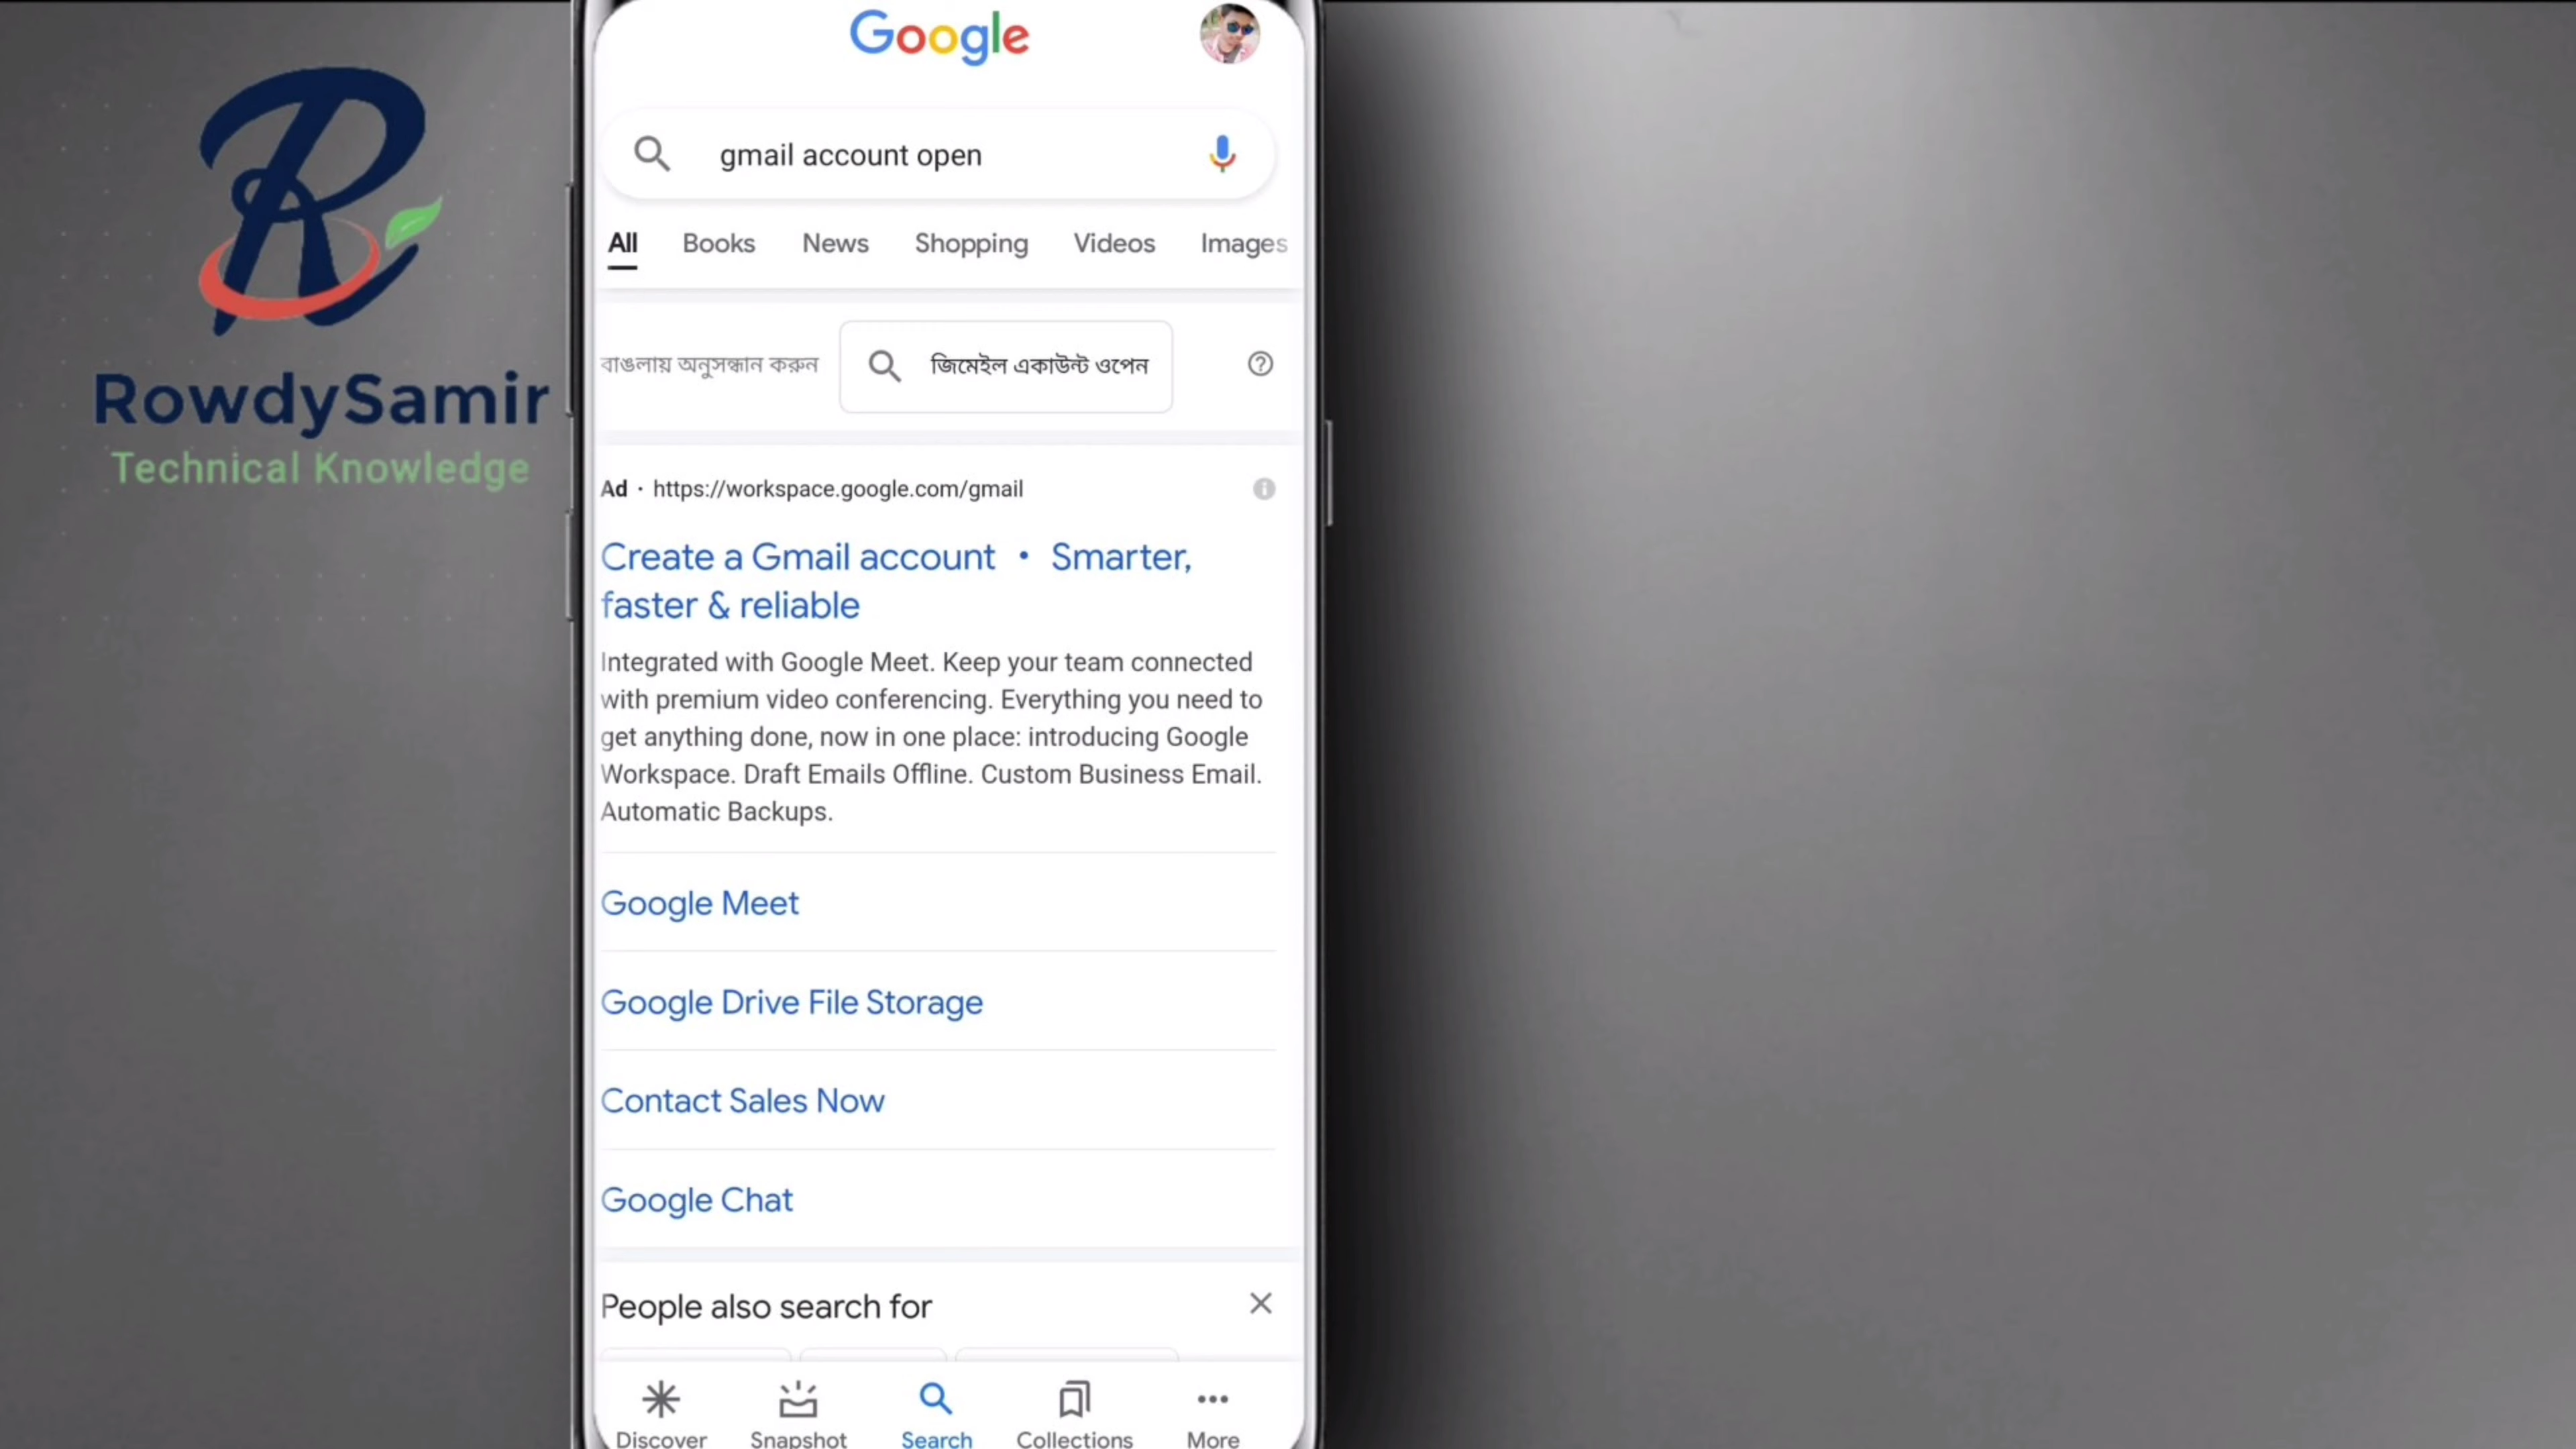 RowdySamir
Technical Knowledge
Google
gmail account open
All Books News Shopping Videos Images
বাঙলায় অনুসন্ধান করুন
জিমেইল একাউন্ট ওপেন
Ad · https://workspace.google.com/gmail
Create a Gmail account · Smarter,
faster & reliable
Integrated with Google Meet. Keep your team connected
with premium video conferencing. Everything you need to
get anything done, now in one place: introducing Google
Workspace. Draft Emails Offline. Custom Business Email.
Automatic Backups.
Google Meet
Google Drive File Storage
Contact Sales Now
Google Chat
People also search for
Discover Snapshot Search Collections More